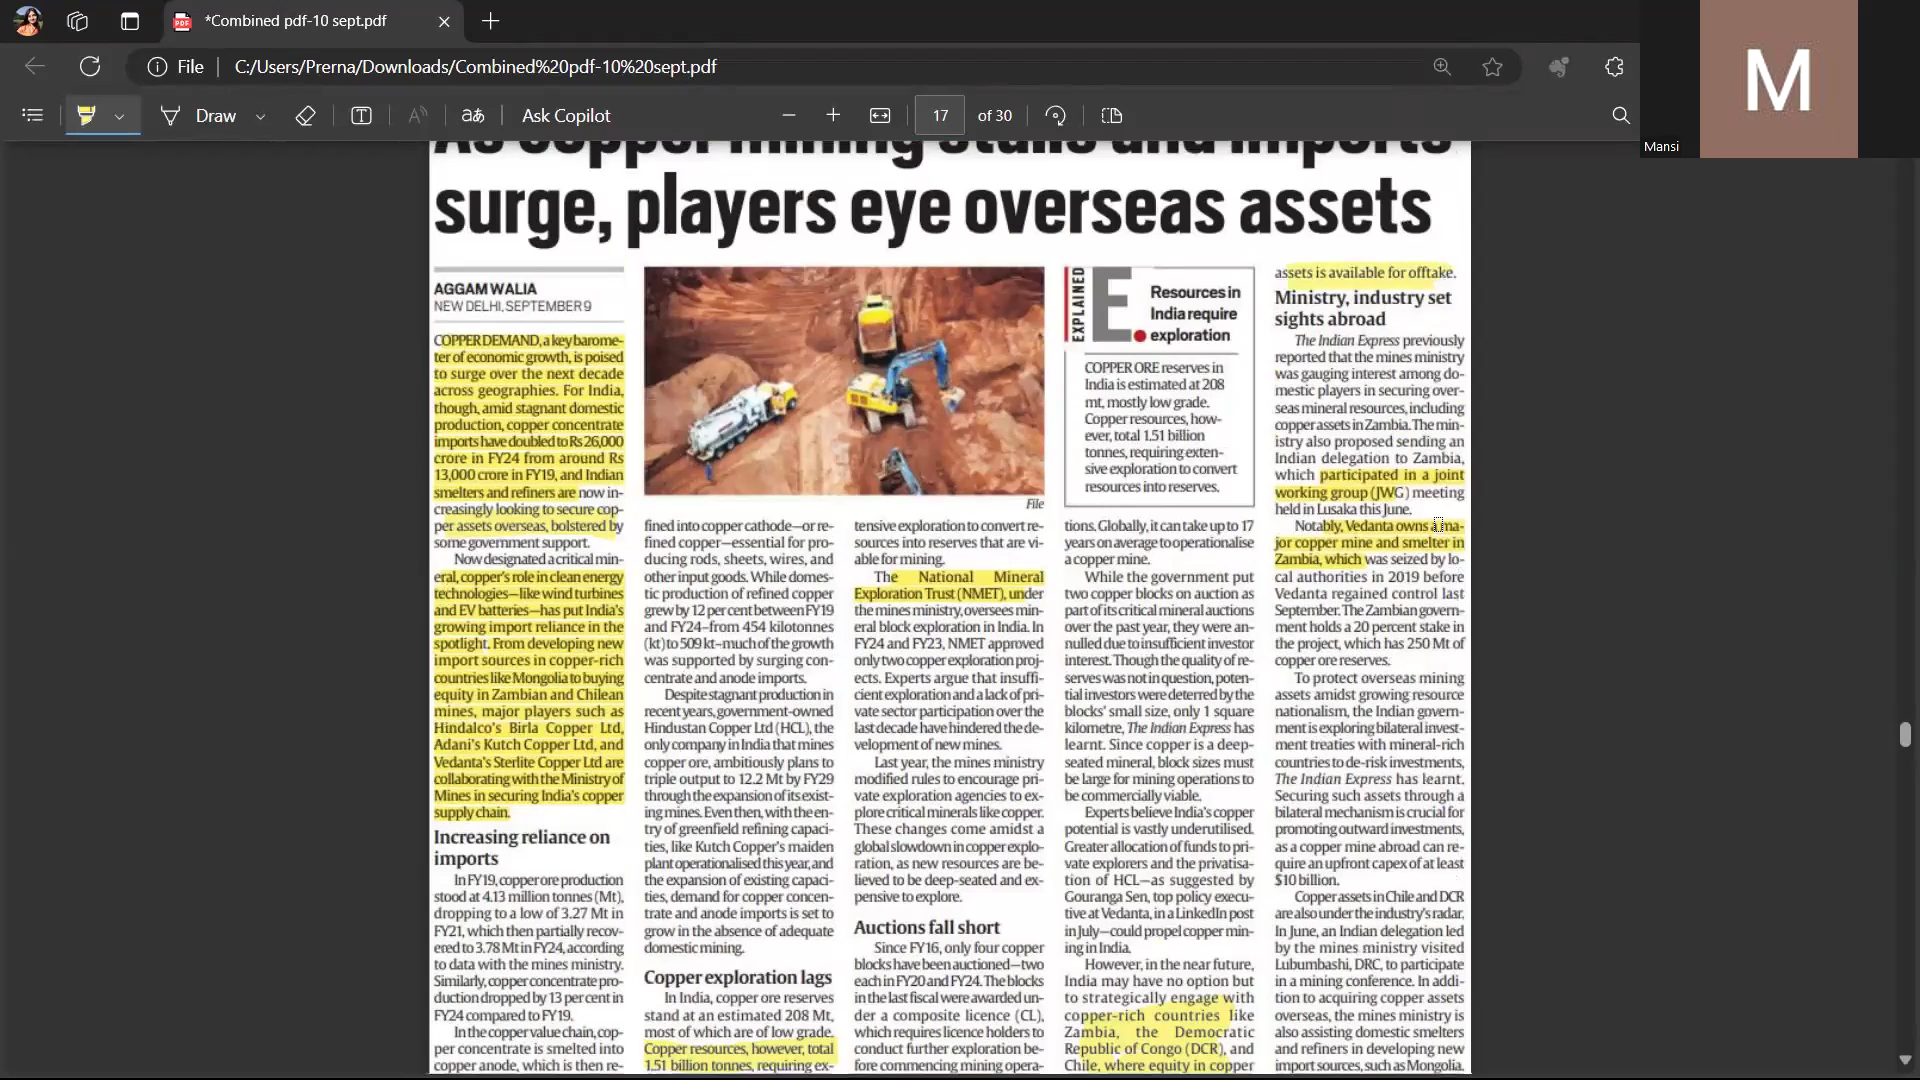 *Combined pdf-10 sept.pdf
File
C:/Users/Prerna/Downloads/Combined%20pdf-10%20sept.pdf
Draw
Ask Copilot
17
of 30
M
Mansi
As copper mining stalls and imports
surge, players eye overseas assets
AGGAM WALIA
NEW DELHI, SEPTEMBER 9
COPPER DEMAND, a key barome-
ter of economic growth, is poised
to surge over the next decade
across geographies. For India,
though, amid stagnant domestic
production, copper concentrate
imports have doubled to Rs 26,000
crore in FY24 from around Rs
13,000 crore in FY19, and Indian
smelters and refiners are now in-
creasingly looking to secure cop-
per assets overseas, bolstered by
some government support.
Now designated a critical min-
eral, copper's role in clean energy
technologies—like wind turbines
and EV batteries—has put India's
growing import reliance in the
spotlight. From developing new
import sources in copper-rich
countries like Mongolia to buying
equity in Zambian and Chilean
mines, major players such as
Hindalco's Birla Copper Ltd,
Adani's Kutch Copper Ltd, and
Vedanta's Sterlite Copper Ltd are
collaborating with the Ministry of
Mines in securing India's copper
supply chain.
Increasing reliance on
imports
In FY19, copper ore production
stood at 4.13 million tonnes (Mt),
dropping to a low of 3.27 Mt in
FY21, which then partially recov-
ered to 3.78 Mt in FY24, according
to data with the mines ministry.
Similarly, copper concentrate pro-
duction dropped by 13 per cent in
FY24 compared to FY19.
In the copper value chain, cop-
per concentrate is smelted into
copper anode, which is then re-
File
fined into copper cathode—or re-
fined copper—essential for pro-
ducing rods, sheets, wires, and
other input goods. While domes-
tic production of refined copper
grew by 12 per cent between FY19
and FY24–from 454 kilotonnes
(kt) to 509 kt–much of the growth
was supported by surging con-
centrate and anode imports.
Despite stagnant production in
recent years, government-owned
Hindustan Copper Ltd (HCL), the
only company in India that mines
copper ore, ambitiously plans to
triple output to 12.2 Mt by FY29
through the expansion of its exist-
ing mines. Even then, with the en-
try of greenfield refining capaci-
ties, like Kutch Copper's maiden
plant operationalised this year, and
the expansion of existing capaci-
ties, demand for copper concen-
trate and anode imports is set to
grow in the absence of adequate
domestic mining.
Copper exploration lags
In India, copper ore reserves
stand at an estimated 208 Mt,
most of which are of low grade.
Copper resources, however, total
1.51 billion tonnes, requiring ex-
tensive exploration to convert re-
sources into reserves that are vi-
able for mining.
The National Mineral
Exploration Trust (NMET), under
the mines ministry, oversees min-
eral block exploration in India. In
FY24 and FY23, NMET approved
only two copper exploration proj-
ects. Experts argue that insuffi-
cient exploration and a lack of pri-
vate sector participation over the
last decade have hindered the de-
velopment of new mines.
Last year, the mines ministry
modified rules to encourage pri-
vate exploration agencies to ex-
plore critical minerals like copper.
These changes come amidst a
global slowdown in copper explo-
ration, as new resources are be-
lieved to be deep-seated and ex-
pensive to explore.
Auctions fall short
Since FY16, only four copper
blocks have been auctioned—two
each in FY20 and FY24. The blocks
in the last fiscal were awarded un-
der a composite licence (CL),
which requires licence holders to
conduct further exploration be-
fore commencing mining opera-
EXPLAINED
E.
Resources in
India require
exploration
COPPER ORE reserves in
India is estimated at 208
mt, mostly low grade.
Copper resources, how-
ever, total 1.51 billion
tonnes, requiring exten-
sive exploration to convert
resources into reserves.
tions. Globally, it can take up to 17
years on average to operationalise
a copper mine.
While the government put
two copper blocks on auction as
part of its critical mineral auctions
over the past year, they were an-
nulled due to insufficient investor
interest. Though the quality of re-
serves was not in question, poten-
tial investors were deterred by the
blocks' small size, only 1 square
kilometre, The Indian Express has
learnt. Since copper is a deep-
seated mineral, block sizes must
be large for mining operations to
be commercially viable.
Experts believe India's copper
potential is vastly underutilised.
Greater allocation of funds to pri-
vate explorers and the privatisa-
tion of HCL—as suggested by
Gouranga Sen, top policy execu-
tive at Vedanta, in a LinkedIn post
in July—could propel copper min-
ing in India.
However, in the near future,
India may have no option but
to strategically engage with
copper-rich countries like
Zambia, the Democratic
Republic of Congo (DCR), and
Chile, where equity in copper
assets is available for offtake.
Ministry, industry set
sights abroad
The Indian Express previously
reported that the mines ministry
was gauging interest among do-
mestic players in securing over-
seas mineral resources, including
copper assets in Zambia. The min-
istry also proposed sending an
Indian delegation to Zambia,
which participated in a joint
working group (JWG) meeting
held in Lusaka this June.
Notably, Vedanta owns a ma-
jor copper mine and smelter in
Zambia, which was seized by lo-
cal authorities in 2019 before
Vedanta regained control last
September. The Zambian govern-
ment holds a 20 percent stake in
the project, which has 250 Mt of
copper ore reserves.
To protect overseas mining
assets amidst growing resource
nationalism, the Indian govern-
ment is exploring bilateral invest-
ment treaties with mineral-rich
countries to de-risk investments,
The Indian Express has learnt.
Securing such assets through a
bilateral mechanism is crucial for
promoting outward investments,
as a copper mine abroad can re-
quire an upfront capex of at least
$10 billion.
Copper assets in Chile and DCR
are also under the industry's radar.
In June, an Indian delegation led
by the mines ministry visited
Lubumbashi, DRC, to participate
in a mining conference. In addi-
tion to acquiring copper assets
overseas, the mines ministry is
also assisting domestic smelters
and refiners in developing new
import sources, such as Mongolia.